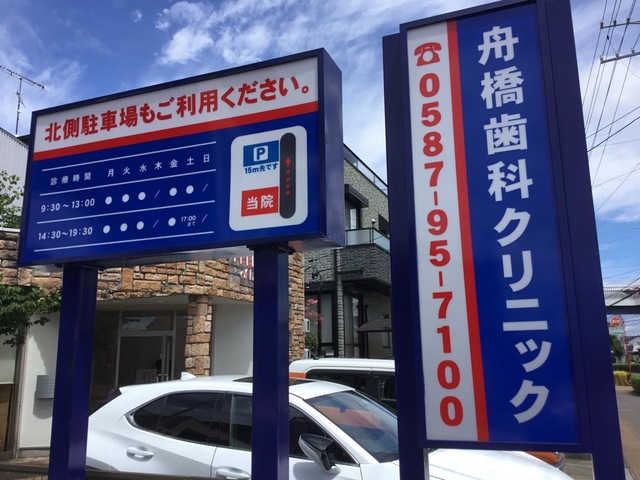 北側駐車場もご利用ください。
診療時間 月 火 水 木 金 土 日
9:30～13:00 ● ● ● / ● ● /
14:30～19:30 ● ● ● / ● ● /
17:00まで
P
15m先です
当院
☎0587-95-7100
舟橋歯科クリニック